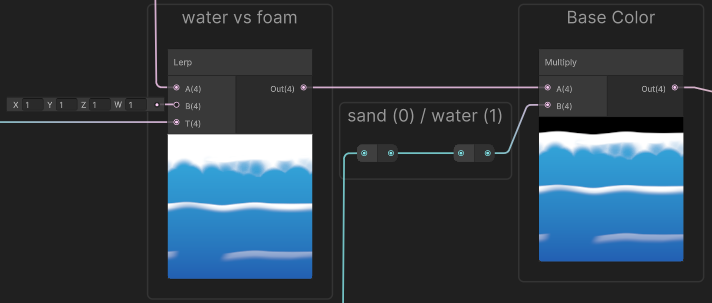 water vs foam
Lerp
A(4)
Out(4)
X 1 Y 1 Z 1 W 1
B(4)
T(4)
sand (0) / water (1)
Base Color
Multiply
A(4)
Out(4)
B(4)